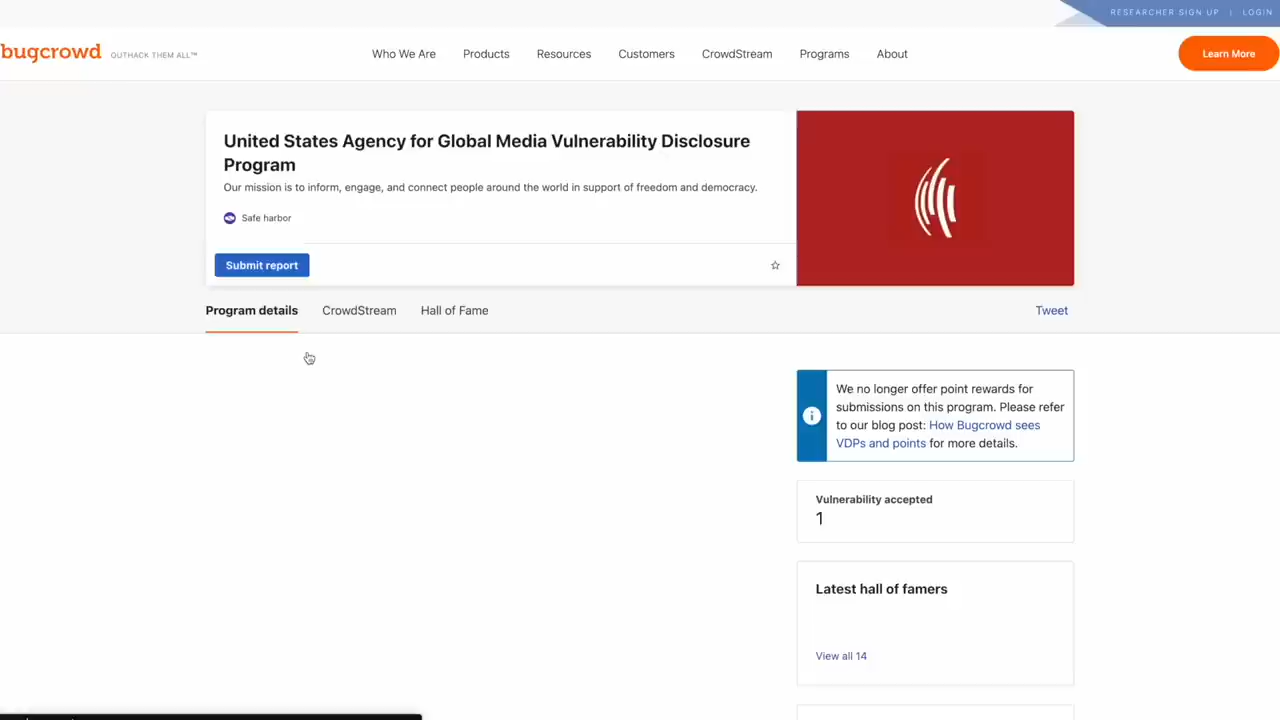 RESEARCHER SIGN UP | LOGIN
bugcrowd OUTHACK THEM ALL™
Who We Are Products Resources Customers CrowdStream Programs About Learn More
United States Agency for Global Media Vulnerability Disclosure
Program
Our mission is to inform, engage, and connect people around the world in support of freedom and democracy.
Safe harbor
Submit report
Program details CrowdStream Hall of Fame Tweet
We no longer offer point rewards for
submissions on this program. Please refer
to our blog post: How Bugcrowd sees
VDPs and points for more details.
Vulnerability accepted
1
Latest hall of famers
View all 14